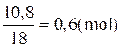 10,8/18 = 0,6(mol)